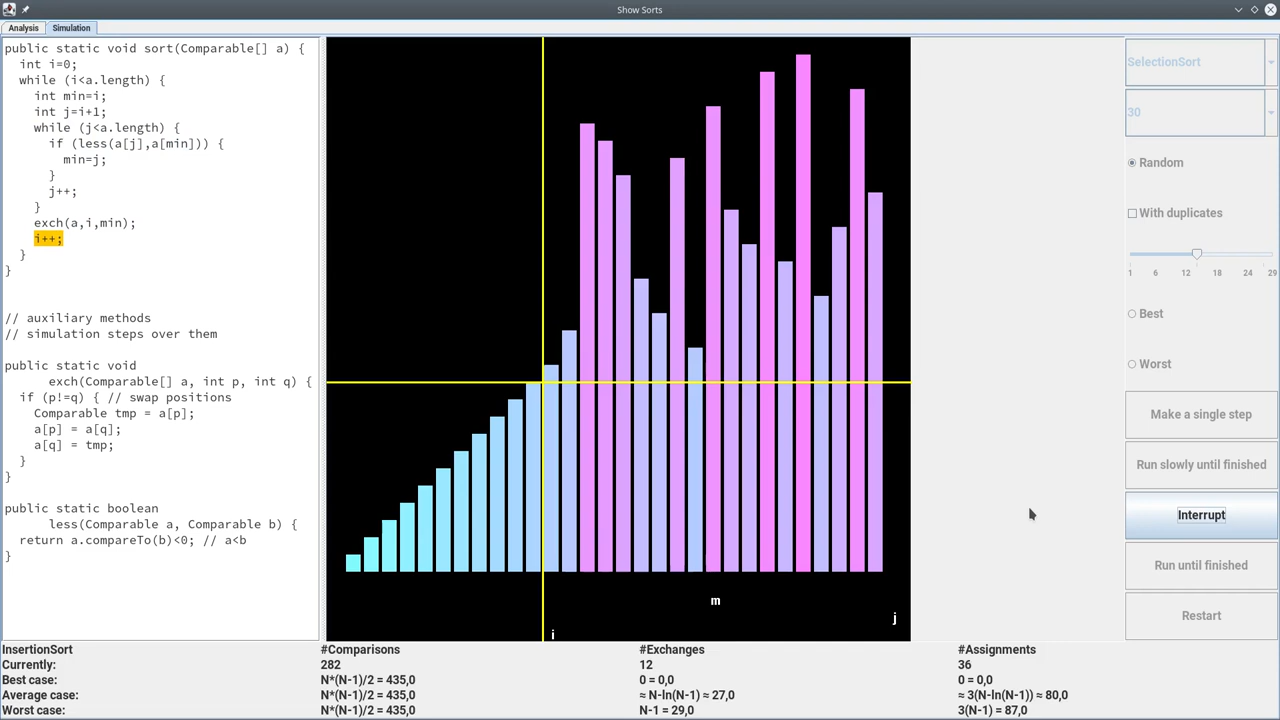 Show Sorts
Analysis Simulation
public static void sort(Comparable[] a) {
int i=0;
while (i<a.length) {
int min=i;
int j=i+1;
while (j<a.length) {
if (less(a[j],a[min])) {
min=j;
}
j++;
}
exch(a,i,min);
i++;
}
}
// auxiliary methods
// simulation steps over them
public static void
exch(Comparable[] a, int p, int q) {
if (p!=q) { // swap positions
Comparable tmp = a[p];
a[p] = a[q];
a[q] = tmp;
}
}
public static boolean
less(Comparable a, Comparable b) {
return a.compareTo(b)<0; // a<b
}
m
j
i
SelectionSort
30
Random
With duplicates
1 6 12 18 24 29
Best
Worst
Make a single step
Run slowly until finished
Interrupt
Run until finished
Restart
InsertionSort #Comparisons #Exchanges #Assignments
Currently: 282 12 36
Best case: N*(N-1)/2 = 435,0 0 = 0,0 0 = 0,0
Average case: N*(N-1)/2 = 435,0 ≈ N-ln(N-1) ≈ 27,0 ≈ 3(N-ln(N-1)) ≈ 80,0
Worst case: N*(N-1)/2 = 435,0 N-1 = 29,0 3(N-1) = 87,0